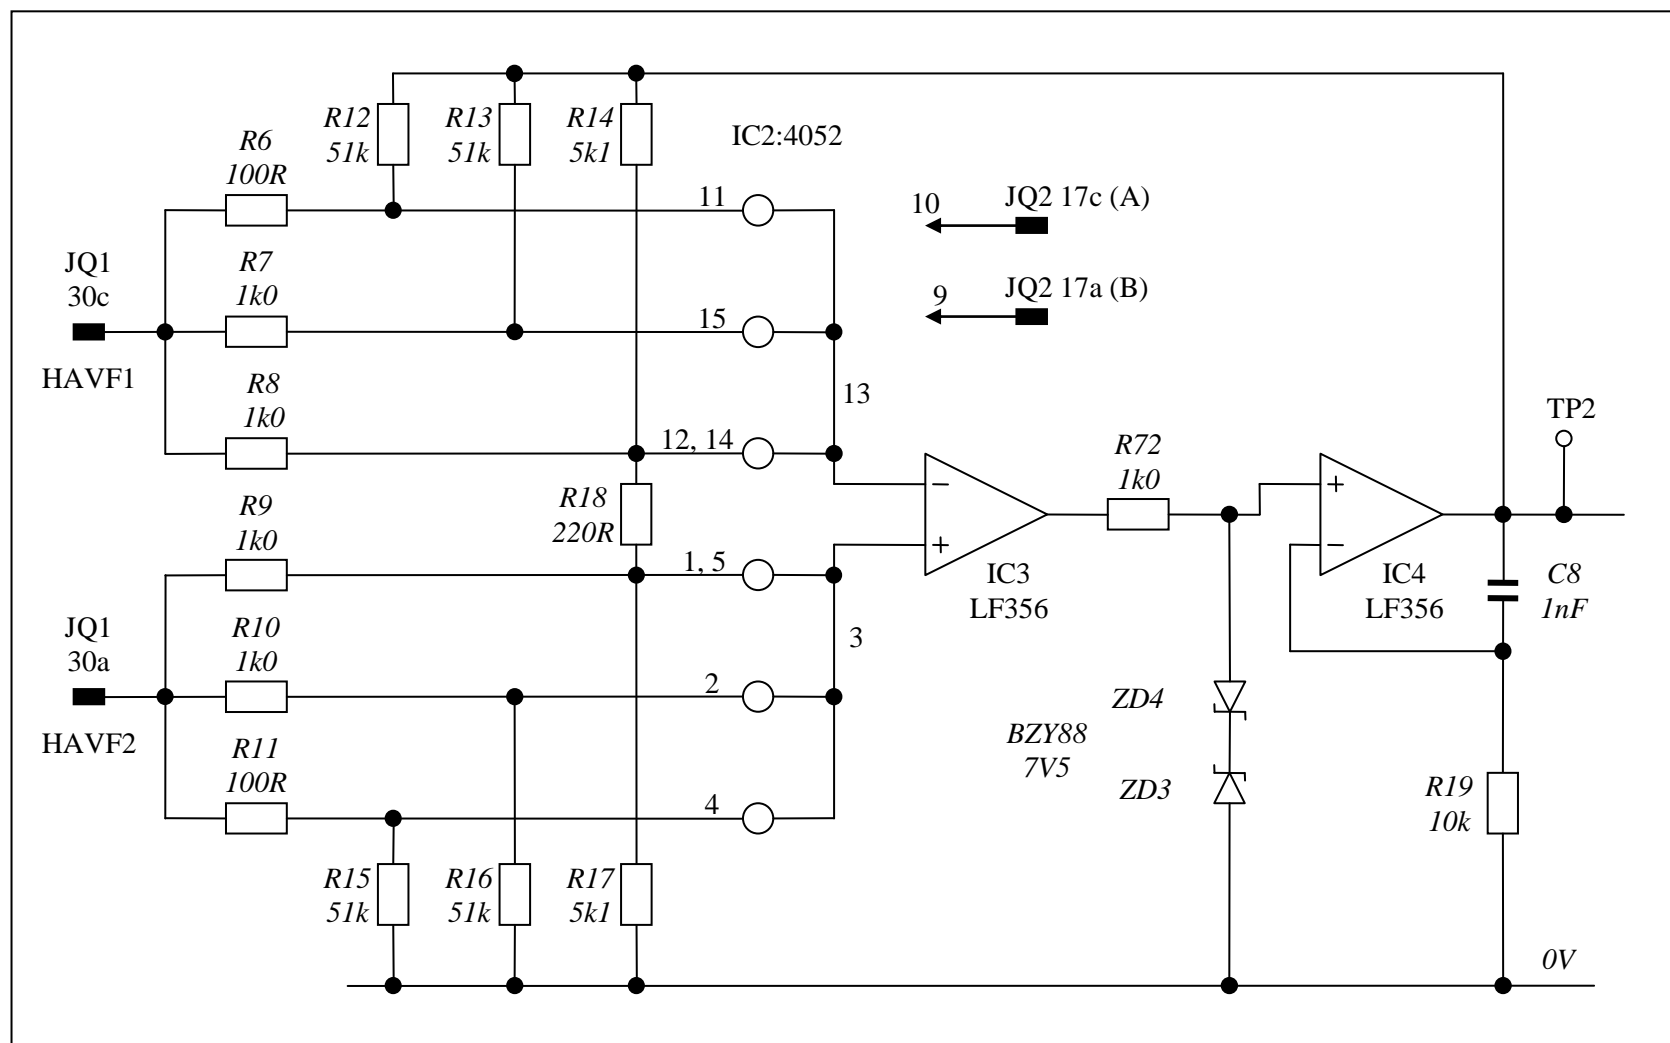 R12
51k
R13
51k
R14
5k1
IC2:4052
R6
100R
11
10
JQ2 17c (A)
JQ1
30c
R7
1k0
15
9
JQ2 17a (B)
HAVF1
R8
1k0
13
12, 14
TP2
R72
1k0
R9
1k0
R18
220R
1, 5
IC3
LF356
IC4
LF356
C8
1nF
JQ1
30a
R10
1k0
3
2
ZD4
HAVF2
R11
100R
BZY88
7V5
ZD3
4
R19
10k
R15
51k
R16
51k
R17
5k1
0V